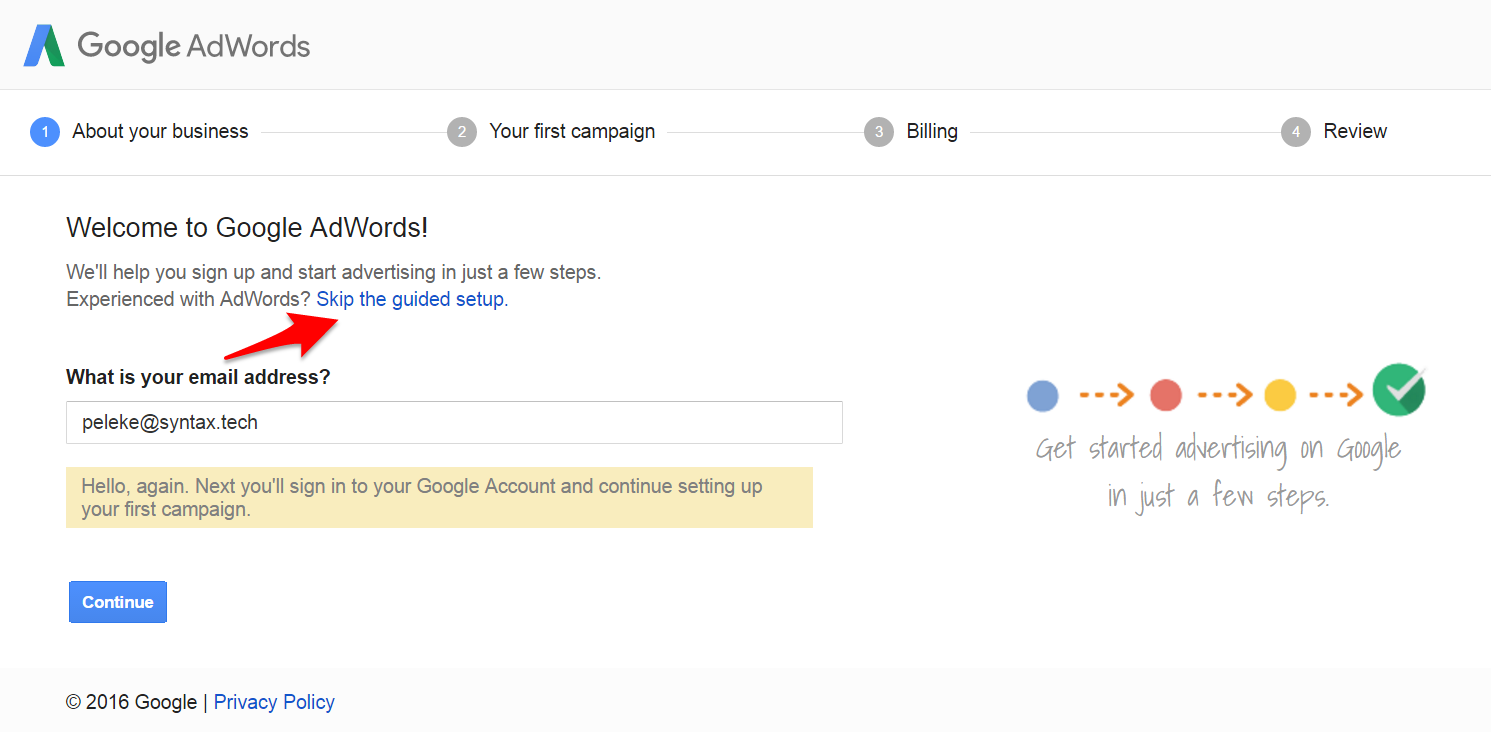 Google AdWords
1 About your business 2 Your first campaign 3 Billing 4 Review
Welcome to Google AdWords!
We'll help you sign up and start advertising in just a few steps.
Experienced with AdWords? Skip the guided setup.
What is your email address?
peleke@syntax.tech
Hello, again. Next you'll sign in to your Google Account and continue setting up
your first campaign.
Get started advertising on Google
in just a few steps.
Continue
© 2016 Google | Privacy Policy